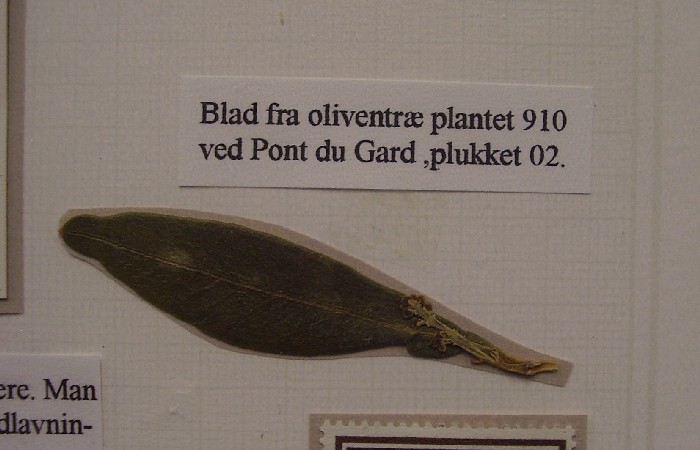 Blad fra oliventræ plantet 910
ved Pont du Gard ,plukket 02.
ere. Man
dlavnin-